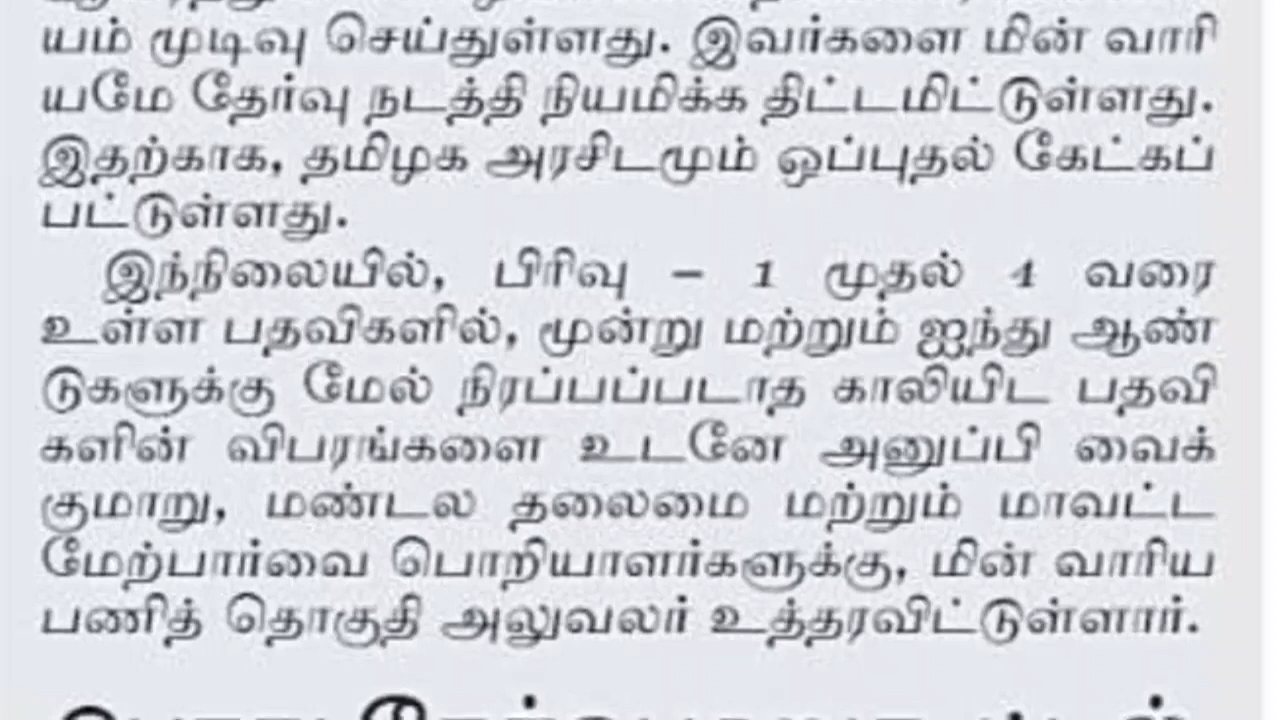 யம் முடிவு செய்துள்ளது. இவர்களை மின் வாரி
யமே தேர்வு நடத்தி நியமிக்க திட்டமிட்டுள்ளது.
இதற்காக, தமிழக அரசிடமும் ஒப்புதல் கேட்கப்
பட்டுள்ளது.
இந்நிலையில், பிரிவு – 1 முதல் 4 வரை
உள்ள பதவிகளில், மூன்று மற்றும் ஐந்து ஆண்
டுகளுக்கு மேல் நிரப்பப்படாத காலியிட பதவி
களின் விபரங்களை உடனே அனுப்பி வைக்
குமாறு, மண்டல தலைமை மற்றும் மாவட்ட
மேற்பார்வை பொறியாளர்களுக்கு, மின் வாரிய
பணித் தொகுதி அலுவலர் உத்தரவிட்டுள்ளார்.